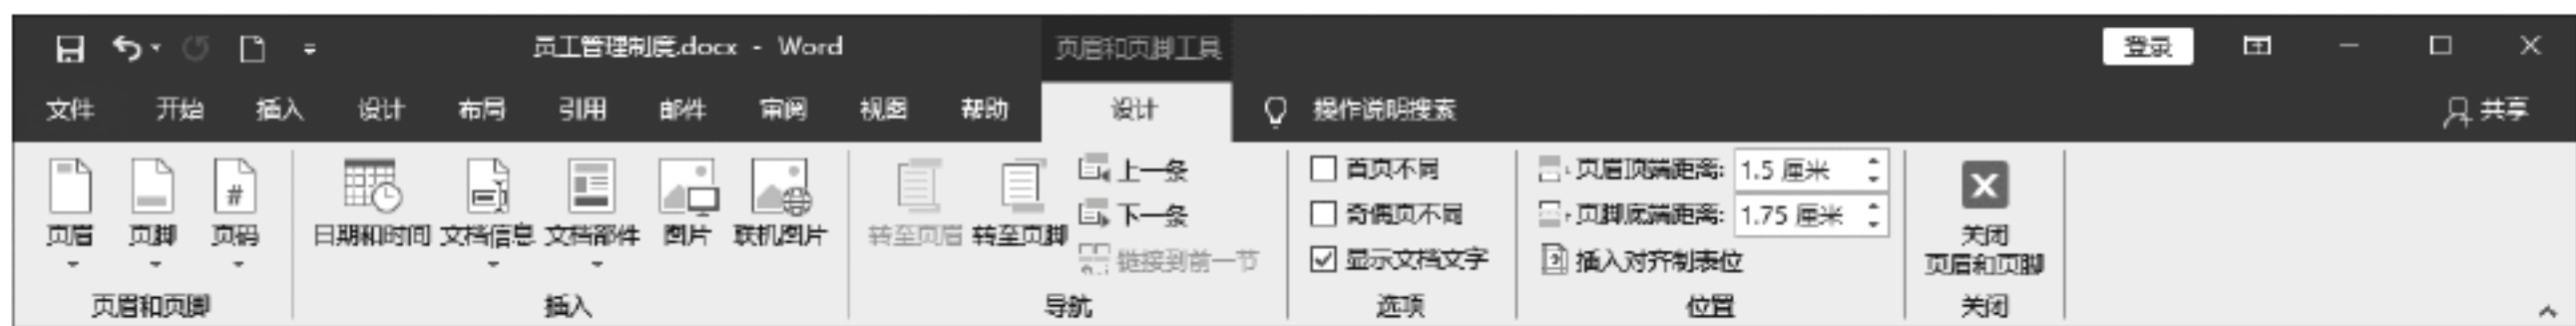 员工管理制度.docx - Word 页眉和页脚工具 登录
文件 开始 插入 设计 布局 引用 邮件 审阅 视图 帮助 设计 操作说明搜索 共享
上一条 首页不同 页眉顶端距离: 1.5 厘米
下一条 奇偶页不同 页脚底端距离: 1.75 厘米
页眉 页脚 页码 日期和时间 文档信息 文档部件 图片 联机图片 转至页眉 转至页脚 关闭
链接到前一节 显示文档文字 插入对齐制表位 页眉和页脚
页眉和页脚 插入 导航 选项 位置 关闭